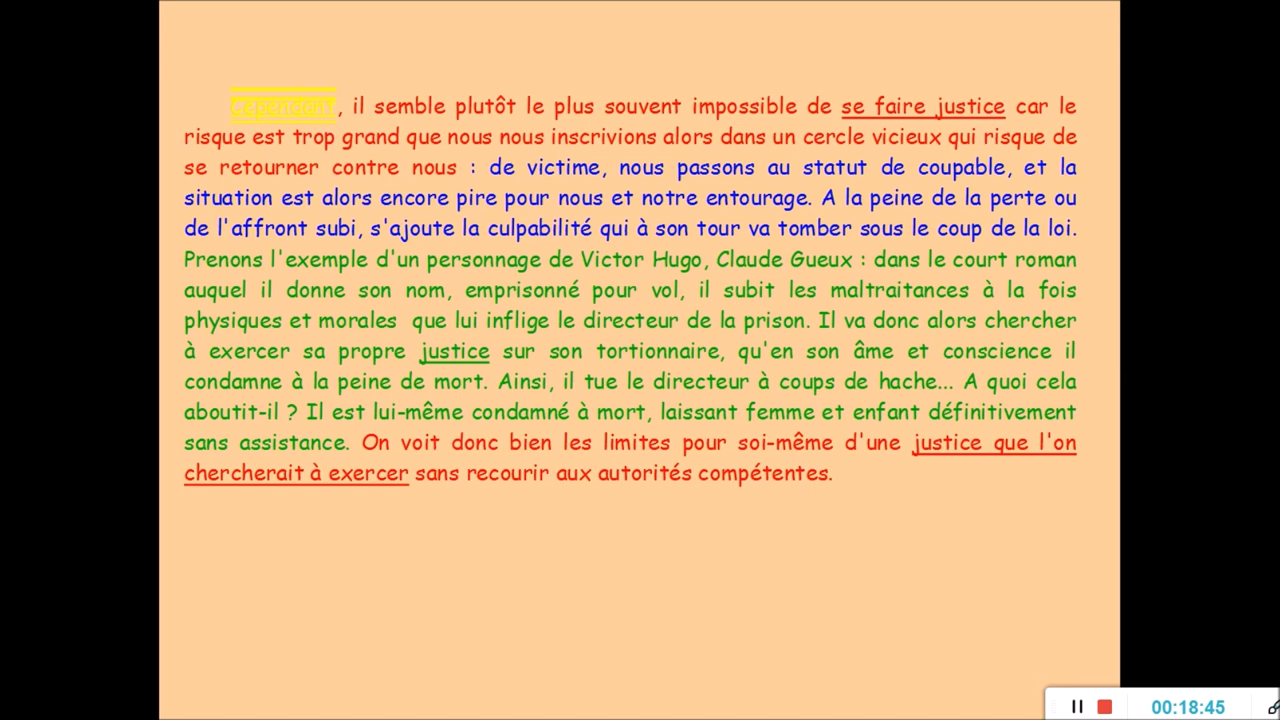 Cependant, il semble plutôt le plus souvent impossible de se faire justice car le
risque est trop grand que nous nous inscrivions alors dans un cercle vicieux qui risque de
se retourner contre nous : de victime, nous passons au statut de coupable, et la
situation est alors encore pire pour nous et notre entourage. A la peine de la perte ou
de l'affront subi, s'ajoute la culpabilité qui à son tour va tomber sous le coup de la loi.
Prenons l'exemple d'un personnage de Victor Hugo, Claude Gueux : dans le court roman
auquel il donne son nom, emprisonné pour vol, il subit les maltraitances à la fois
physiques et morales que lui inflige le directeur de la prison. Il va donc alors chercher
à exercer sa propre justice sur son tortionnaire, qu'en son âme et conscience il
condamne à la peine de mort. Ainsi, il tue le directeur à coups de hache... A quoi cela
aboutit-il ? Il est lui-même condamné à mort, laissant femme et enfant définitivement
sans assistance. On voit donc bien les limites pour soi-même d'une justice que l'on
chercherait à exercer sans recourir aux autorités compétentes.
00:18:45